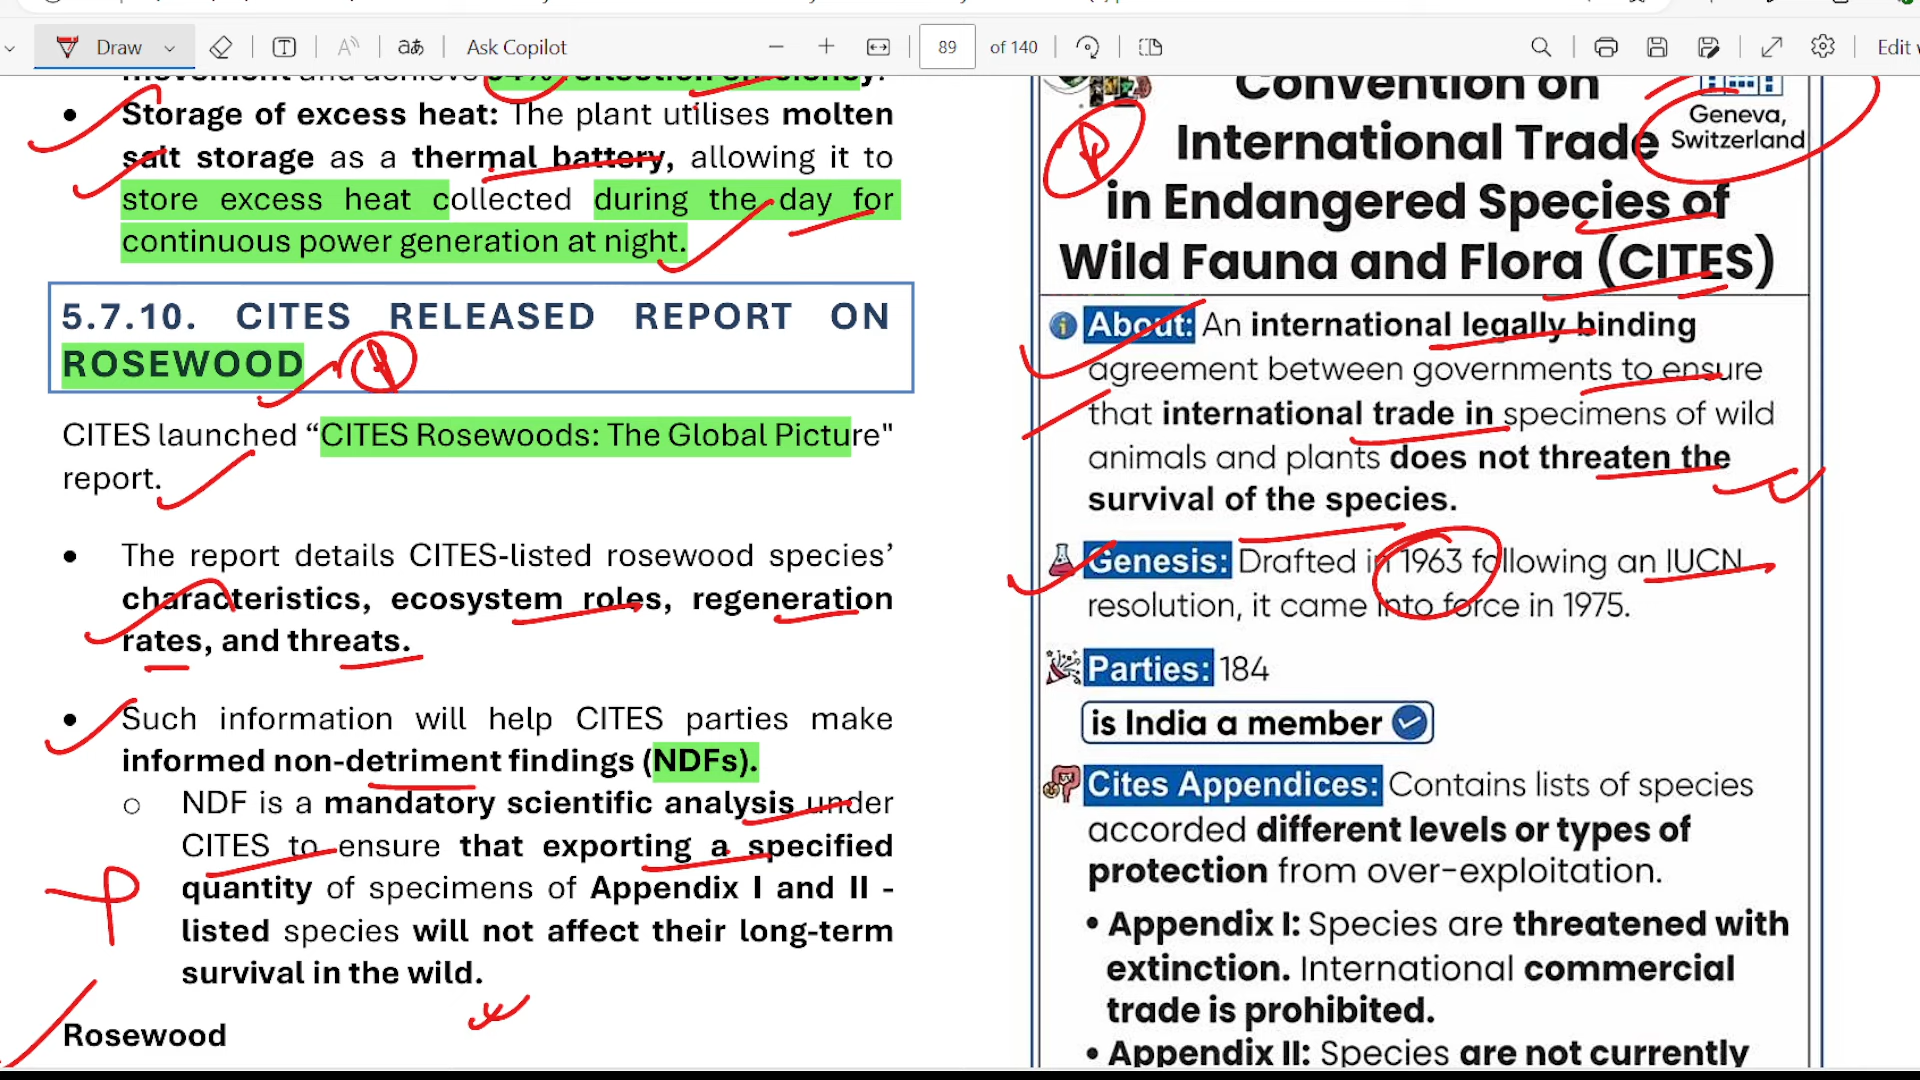 Draw
Ask Copilot
89 of 140
Edit
movement and achieve
Storage of excess heat: The plant utilises molten
salt storage as a thermal battery, allowing it to
store excess heat collected during the day for
continuous power generation at night.
5.7.10. CITES RELEASED REPORT ON
ROSEWOOD
CITES launched “CITES Rosewoods: The Global Picture"
report.
• The report details CITES-listed rosewood species’
characteristics, ecosystem roles, regeneration
rates, and threats.
• Such information will help CITES parties make
informed non-detriment findings (NDFs).
o NDF is a mandatory scientific analysis under
CITES to ensure that exporting a specified
quantity of specimens of Appendix I and II -
listed species will not affect their long-term
survival in the wild.
Rosewood
Convention on
International Trade
in Endangered Species of
Wild Fauna and Flora (CITES)
Geneva,
Switzerland
About: An international legally binding
agreement between governments to ensure
that international trade in specimens of wild
animals and plants does not threaten the
survival of the species.
Genesis: Drafted in 1963 following an IUCN
resolution, it came into force in 1975.
Parties: 184
is India a member
Cites Appendices: Contains lists of species
accorded different levels or types of
protection from over-exploitation.
• Appendix I: Species are threatened with
extinction. International commercial
trade is prohibited.
• Appendix II: Species are not currently